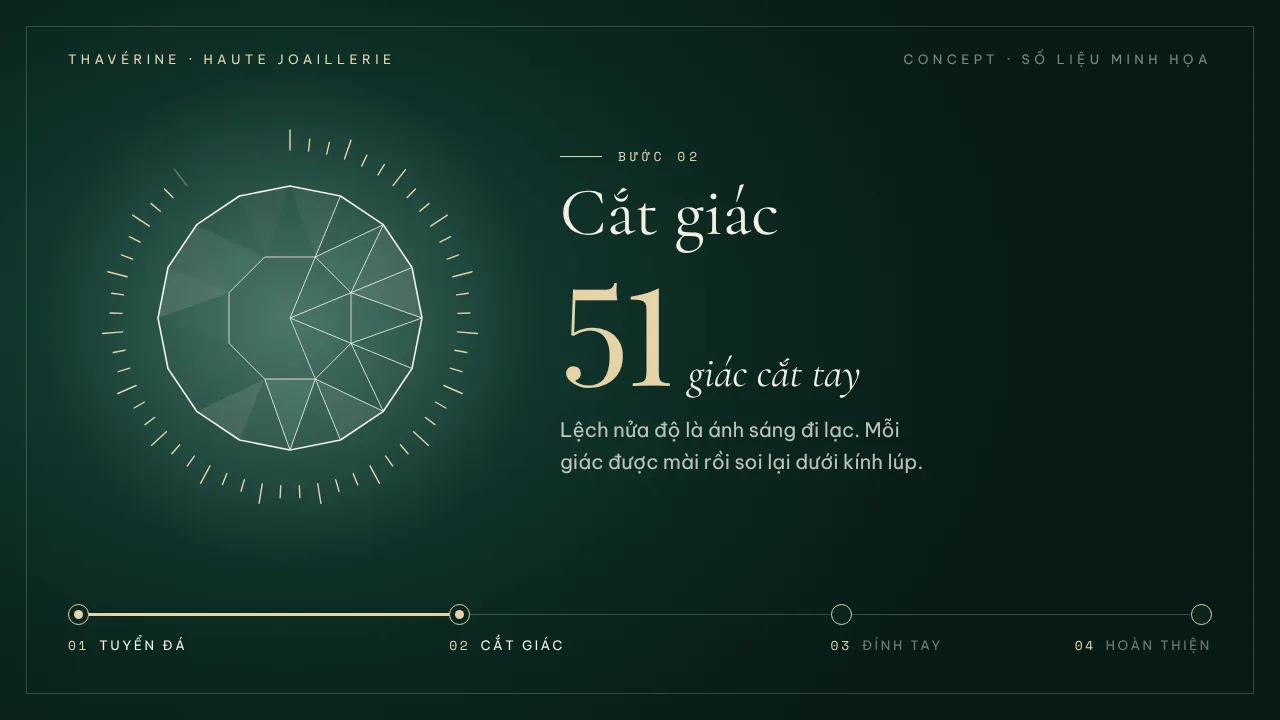 THAVÉRINE · HAUTE JOAILLERIE
CONCEPT · SỐ LIỆU MINH HỌA
BƯỚC 02
Cắt giác
51 giác cắt tay
Lệch nửa độ là ánh sáng đi lạc. Mỗi
giác được mài rồi soi lại dưới kính lúp.
01 TUYỂN ĐÁ
02 CẮT GIÁC
03 ĐÍNH TAY
04 HOÀN THIỆN